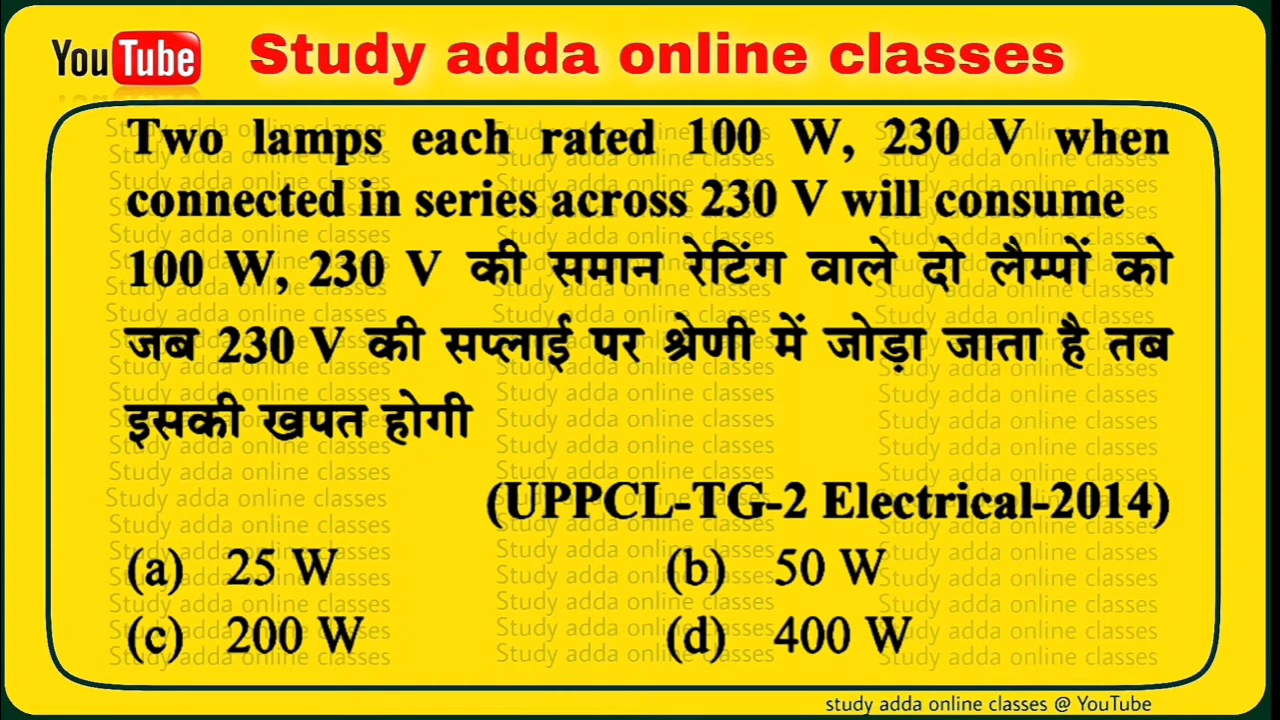 YouTube Study adda online classes
Two lamps each rated 100 W, 230 V when
connected in series across 230 V will consume
100 W, 230 V की समान रेटिंग वाले दो लैम्पों को
जब 230 V की सप्लाई पर श्रेणी में जोड़ा जाता है तब
इसकी खपत होगी
(UPPCL-TG-2 Electrical-2014)
(a) 25 W (b) 50 W
(c) 200 W (d) 400 W
study adda online classes @ YouTube